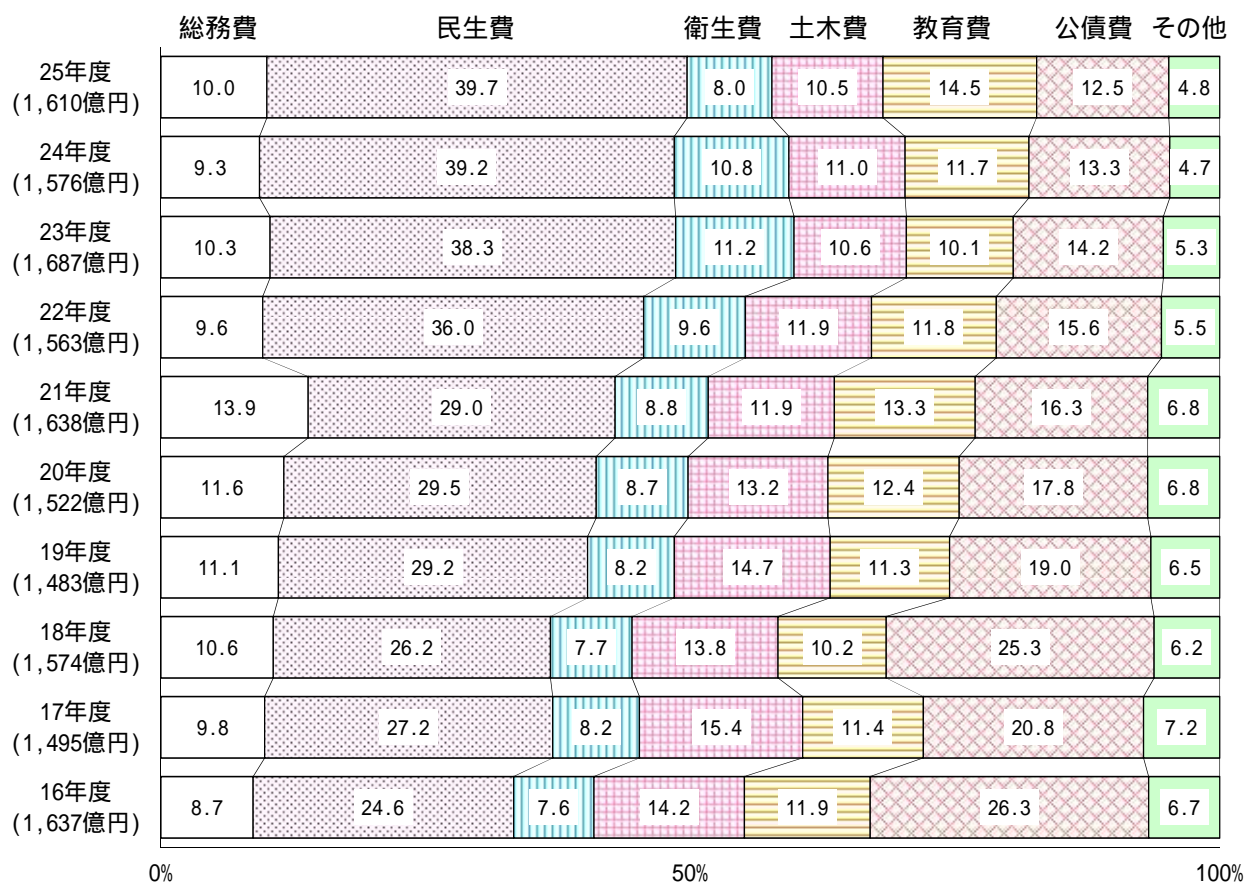 総務費 民生費 衛生費 土木費 教育費 公債費 その他
25年度
(1,610億円)
10.0 39.7 8.0 10.5 14.5 12.5 4.8
24年度
(1,576億円)
9.3 39.2 10.8 11.0 11.7 13.3 4.7
23年度
(1,687億円)
10.3 38.3 11.2 10.6 10.1 14.2 5.3
22年度
(1,563億円)
9.6 36.0 9.6 11.9 11.8 15.6 5.5
21年度
(1,638億円)
13.9 29.0 8.8 11.9 13.3 16.3 6.8
20年度
(1,522億円)
11.6 29.5 8.7 13.2 12.4 17.8 6.8
19年度
(1,483億円)
11.1 29.2 8.2 14.7 11.3 19.0 6.5
18年度
(1,574億円)
10.6 26.2 7.7 13.8 10.2 25.3 6.2
17年度
(1,495億円)
9.8 27.2 8.2 15.4 11.4 20.8 7.2
16年度
(1,637億円)
8.7 24.6 7.6 14.2 11.9 26.3 6.7
0% 50% 100%